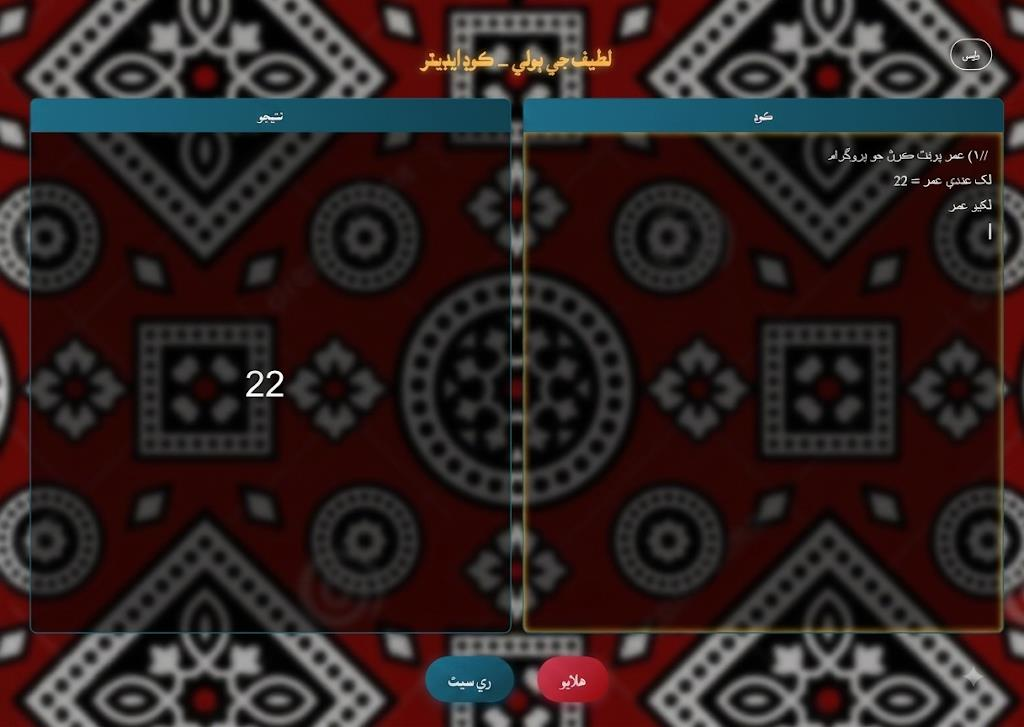 لطيف جي ٻولي – ڪوڊ ايڊيٽر
واپس
ڪوڊ
//١) عمر پرنٽ ڪرڻ جو پروگرام
لک عددي عمر = 22
لکيو عمر
نتيجو
22
هلايو
ري سيٽ